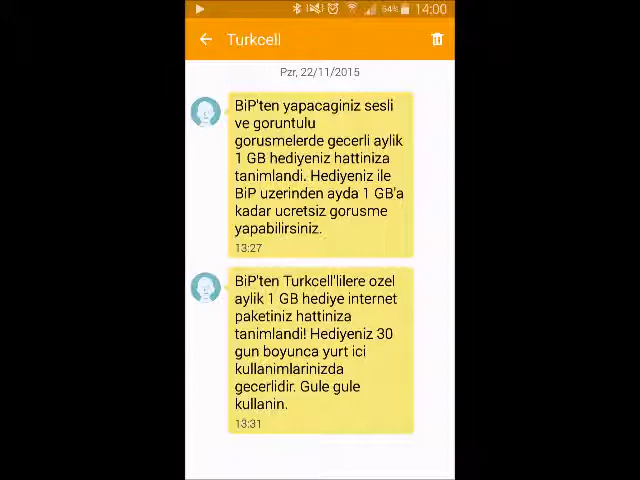 54% 14:00
Turkcell
Pzr, 22/11/2015
BiP'ten yapacaginiz sesli
ve goruntulu
gorusmelerde gecerli aylik
1 GB hediyeniz hattiniza
tanimlandi. Hediyeniz ile
BiP uzerinden ayda 1 GB'a
kadar ucretsiz gorusme
yapabilirsiniz.
13:27
BiP'ten Turkcell'lilere ozel
aylik 1 GB hediye internet
paketiniz hattiniza
tanimlandi! Hediyeniz 30
gun boyunca yurt ici
kullanimlarinizda
gecerlidir. Gule gule
kullanin.
13:31